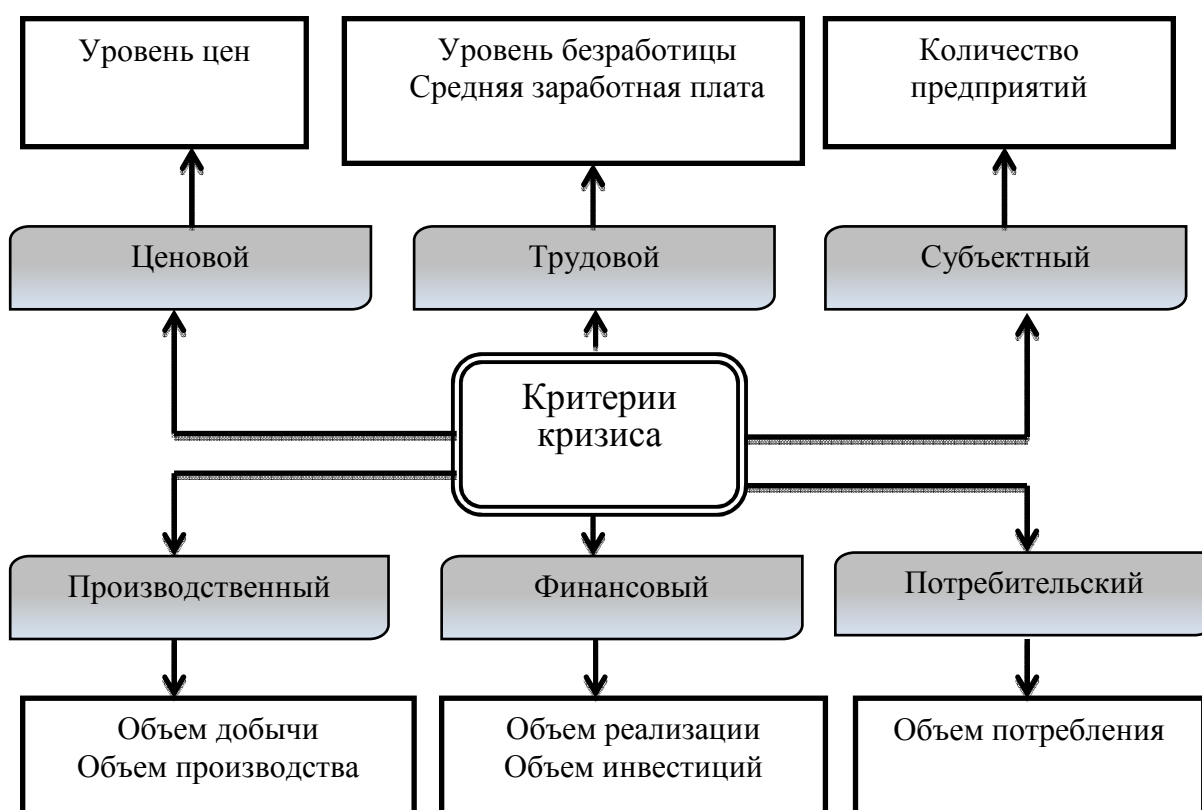 Уровень цен
Уровень безработицы
Средняя заработная плата
Количество
предприятий
Ценовой
Трудовой
Субъектный
Критерии
кризиса
Производственный
Финансовый
Потребительский
Объем добычи
Объем производства
Объем реализации
Объем инвестиций
Объем потребления